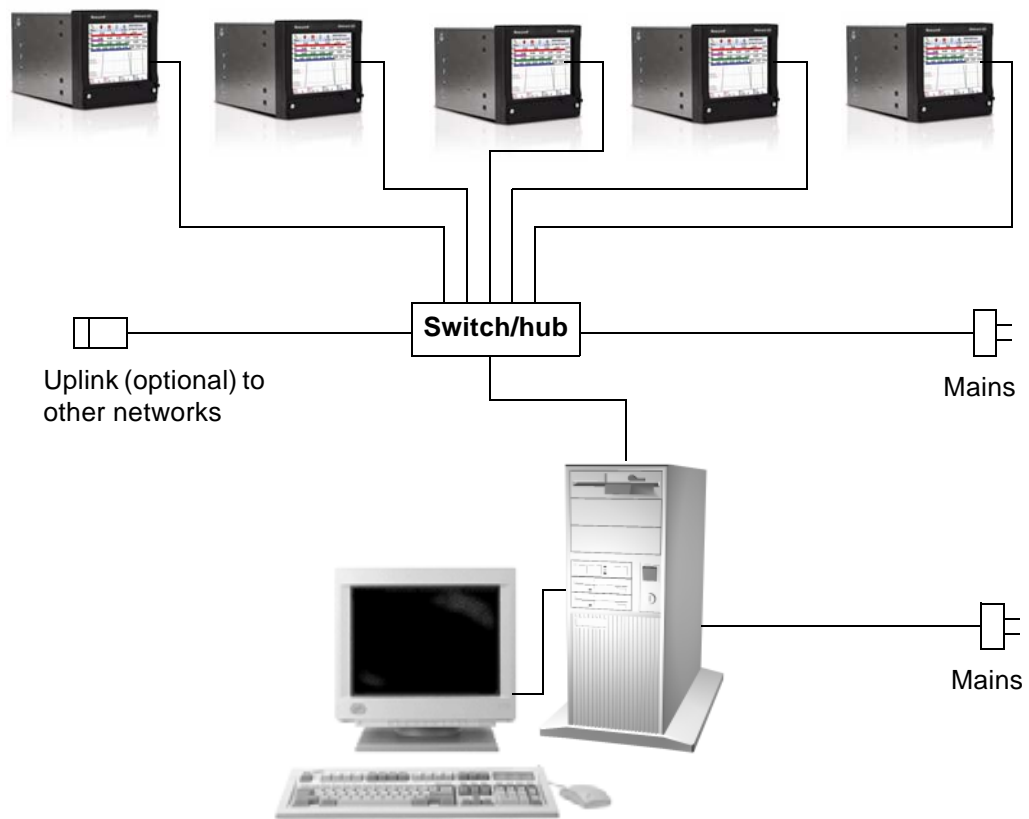 Switch/hub
Uplink (optional) to
other networks
Mains
Mains